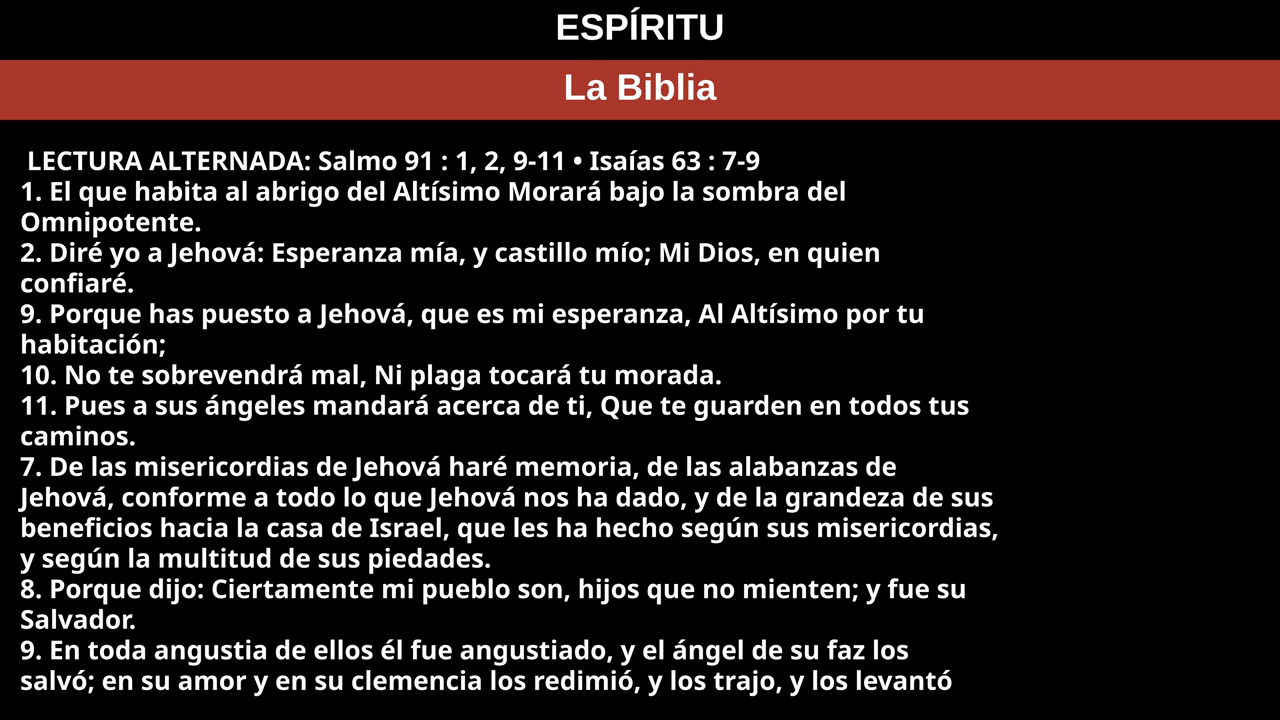 ESPÍRITU
La Biblia
LECTURA ALTERNADA: Salmo 91 : 1, 2, 9-11 • Isaías 63 : 7-9
1. El que habita al abrigo del Altísimo Morará bajo la sombra del
Omnipotente.
2. Diré yo a Jehová: Esperanza mía, y castillo mío; Mi Dios, en quien
confiaré.
9. Porque has puesto a Jehová, que es mi esperanza, Al Altísimo por tu
habitación;
10. No te sobrevendrá mal, Ni plaga tocará tu morada.
11. Pues a sus ángeles mandará acerca de ti, Que te guarden en todos tus
caminos.
7. De las misericordias de Jehová haré memoria, de las alabanzas de
Jehová, conforme a todo lo que Jehová nos ha dado, y de la grandeza de sus
beneficios hacia la casa de Israel, que les ha hecho según sus misericordias,
y según la multitud de sus piedades.
8. Porque dijo: Ciertamente mi pueblo son, hijos que no mienten; y fue su
Salvador.
9. En toda angustia de ellos él fue angustiado, y el ángel de su faz los
salvó; en su amor y en su clemencia los redimió, y los trajo, y los levantó